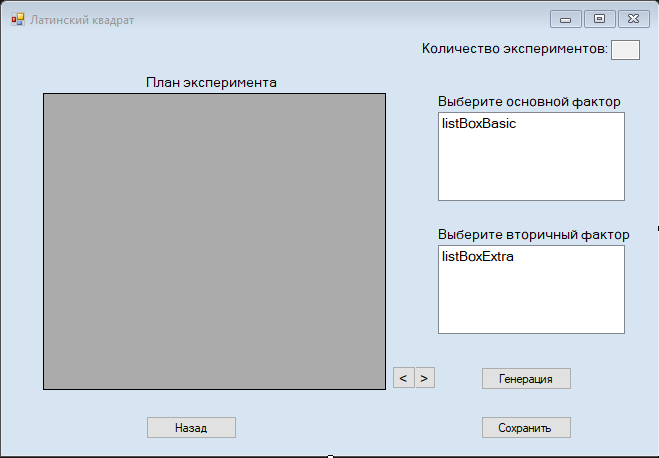 Латинский квадрат
Количество экспериментов:
План эксперимента
Выберите основной фактор
listBoxBasic
Выберите вторичный фактор
listBoxExtra
< >
Генерация
Назад
Сохранить